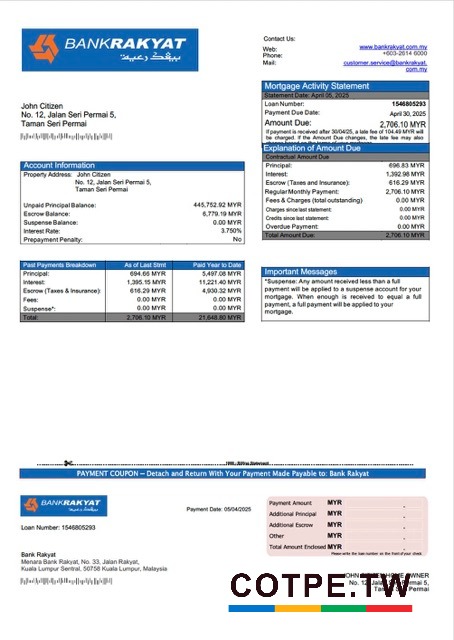 BANKRAKYAT
بيڠک رعيـة
Contact Us:
Web: www.bankrakyat.com.my
Phone: +603-2614 6000
Mail: customer.service@bankrakyat.com.my
Mortgage Activity Statement
Statement Date: April 05, 2025
Loan Number: 1546805293
Payment Due Date: April 30, 2025
Amount Due: 2,706.10 MYR
If payment is received after 30/04/25, a late fee of 104.49 MYR will be
charged. If the Amount Due changes, the late fee may also
John Citizen
No. 12, Jalan Seri Permai 5,
Taman Seri Permai
Explanation of Amount Due
Contractual Amount Due
Principal: 696.83 MYR
Interest: 1,392.98 MYR
Escrow (Taxes and Insurance): 616.29 MYR
Regular Monthly Payment: 2,706.10 MYR
Fees & Charges (total outstanding) 0.00 MYR
Charges since last statement: 0.00 MYR
Credits since last statement: 0.00 MYR
Overdue Payment: 0.00 MYR
Total Amount Due: 2,706.10 MYR
Account Information
Property Address: John Citizen
No. 12, Jalan Seri Permai 5,
Taman Seri Permai
Unpaid Principal Balance: 445,752.92 MYR
Escrow Balance: 6,779.19 MYR
Suspense Balance: 0.00 MYR
Interest Rate: 3.750%
Prepayment Penalty: No
Past Payments Breakdown As of Last Stmt Paid Year to Date
Principal: 694.66 MYR 5,497.08 MYR
Interest: 1,395.15 MYR 11,221.40 MYR
Escrow (Taxes & Insurance): 616.29 MYR 4,930.32 MYR
Fees: 0.00 MYR 0.00 MYR
Suspense*: 0.00 MYR 0.00 MYR
Total: 2,706.10 MYR 21,648.80 MYR
Important Messages
*Suspense: Any amount received less than a full
payment will be applied to a suspense account for your
mortgage. When enough is received to equal a full
payment, a full payment will be applied to your
mortgage.
PAYMENT COUPON – Detach and Return With Your Payment Made Payable to: Bank Rakyat
BANKRAKYAT
بيڠک رعيـة
Payment Date: 05/04/2025
Loan Number: 1546805293
Payment Amount MYR .
Additional Principal MYR .
Additional Escrow MYR .
Other MYR .
Total Amount Enclosed MYR .
Please write the loan number on the front of your check.
Bank Rakyat
Menara Bank Rakyat, No. 33, Jalan Rakyat,
Kuala Lumpur Sentral, 50758 Kuala Lumpur, Malaysia
OWNER
No. 12,
COTPE.TW